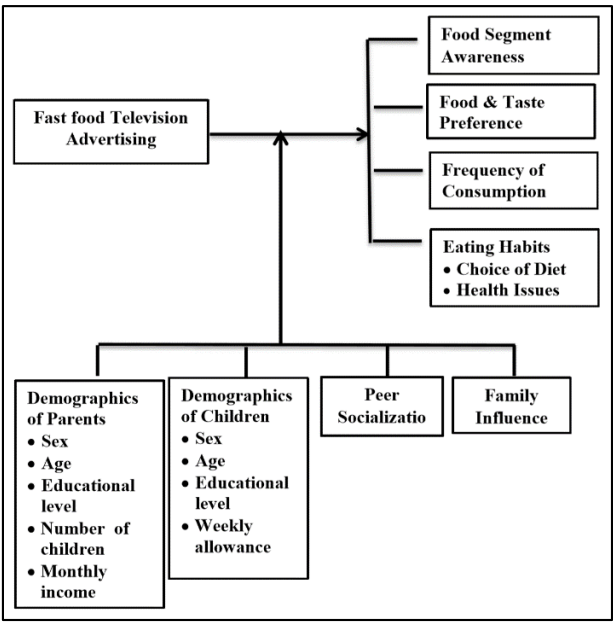 Food Segment
Awareness
Fast food Television
Advertising
Food & Taste
Preference
Frequency of
Consumption
Eating Habits
• Choice of Diet
• Health Issues
Demographics
of Parents
• Sex
• Age
• Educational
level
• Number of
children
• Monthly
income
Demographics
of Children
• Sex
• Age
• Educational
level
• Weekly
allowance
Peer
Socializatio
Family
Influence